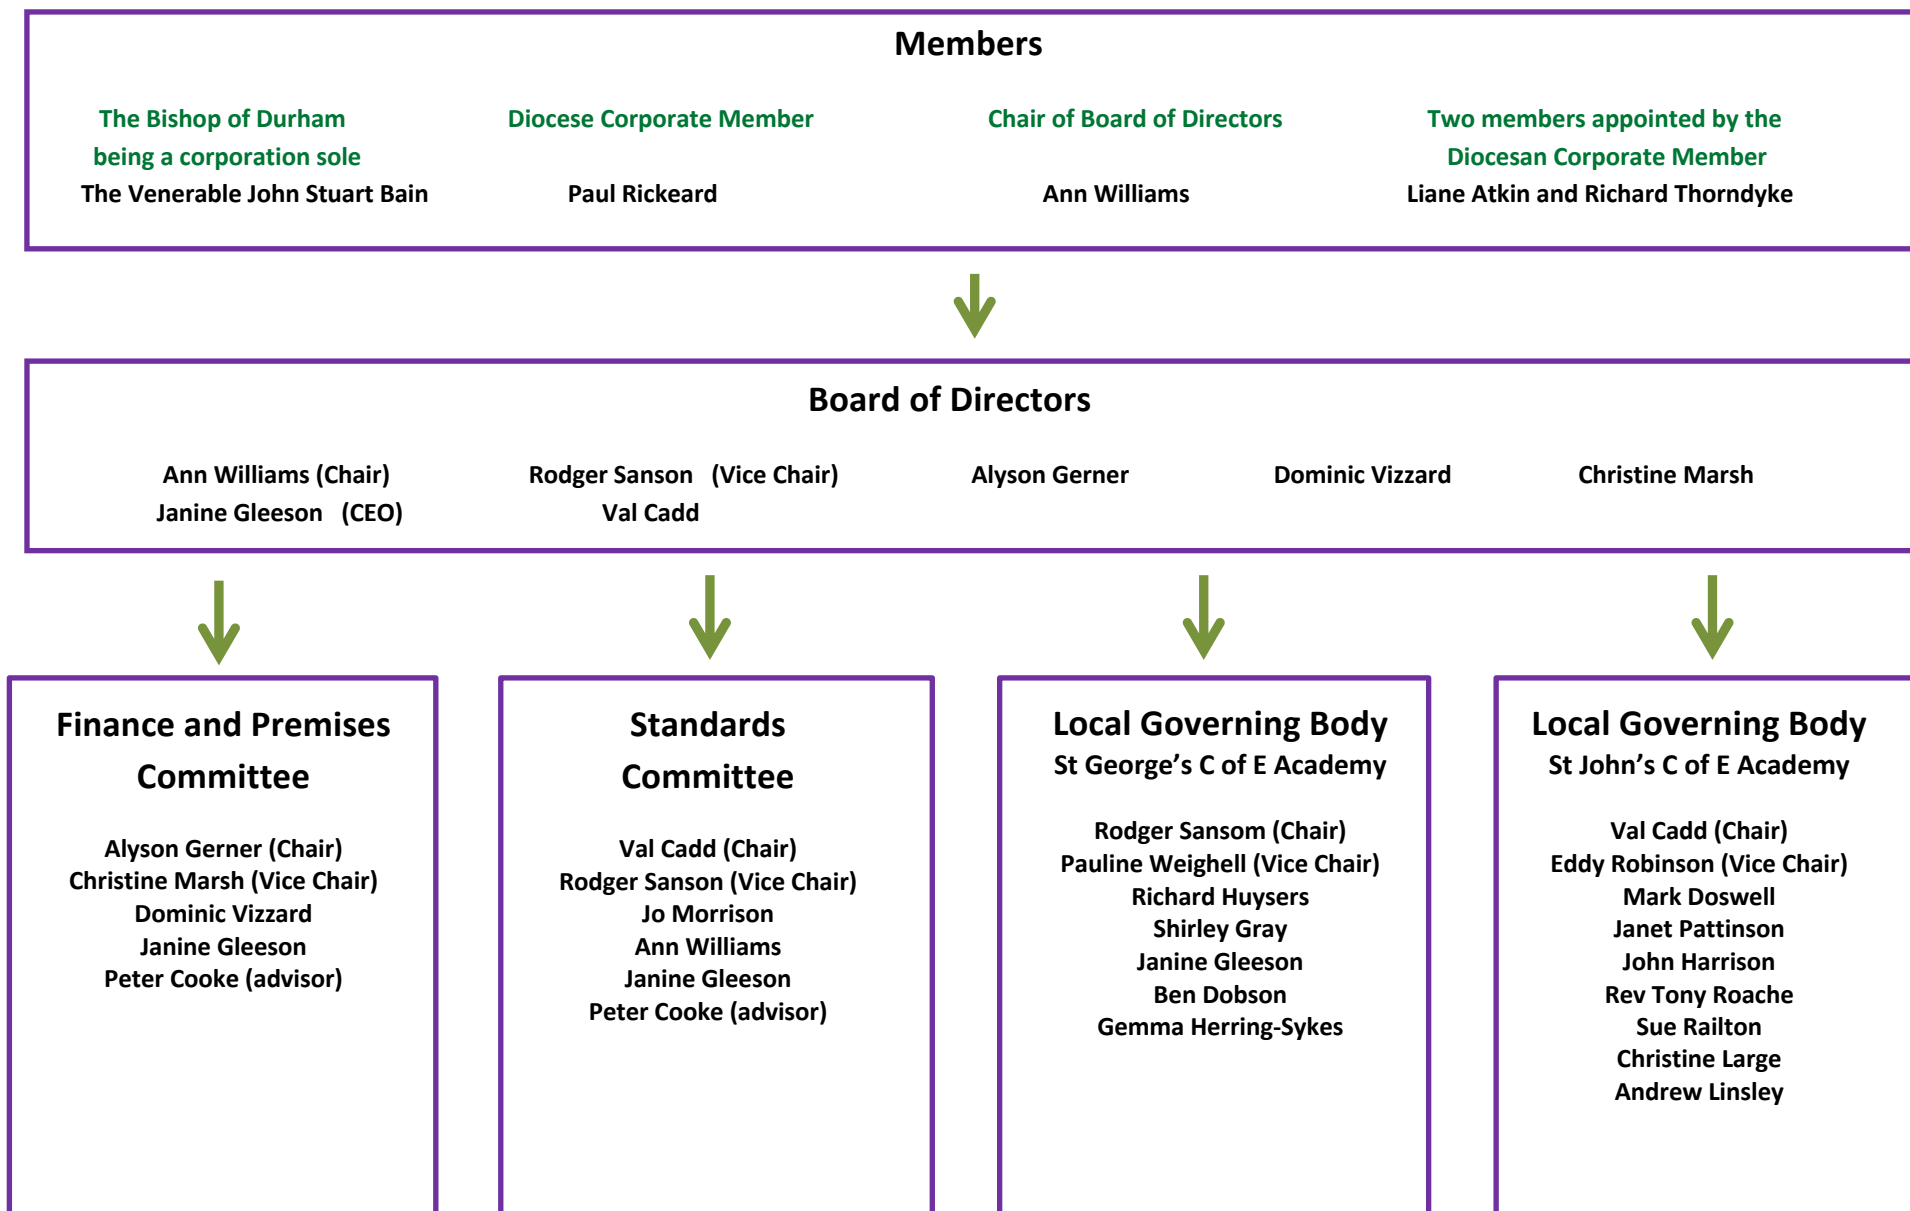 Members
The Bishop of Durham
being a corporation sole
The Venerable John Stuart Bain
Diocese Corporate Member
Paul Rickeard
Chair of Board of Directors
Ann Williams
Two members appointed by the
Diocesan Corporate Member
Liane Atkin and Richard Thorndyke
Board of Directors
Ann Williams (Chair)
Rodger Sanson (Vice Chair)
Alyson Gerner
Dominic Vizzard
Christine Marsh
Janine Gleeson (CEO)
Val Cadd
Finance and Premises
Committee
Alyson Gerner (Chair)
Christine Marsh (Vice Chair)
Dominic Vizzard
Janine Gleeson
Peter Cooke (advisor)
Standards
Committee
Val Cadd (Chair)
Rodger Sanson (Vice Chair)
Jo Morrison
Ann Williams
Janine Gleeson
Peter Cooke (advisor)
Local Governing Body
St George’s C of E Academy
Rodger Sansom (Chair)
Pauline Weighell (Vice Chair)
Richard Huysers
Shirley Gray
Janine Gleeson
Ben Dobson
Gemma Herring-Sykes
Local Governing Body
St John’s C of E Academy
Val Cadd (Chair)
Eddy Robinson (Vice Chair)
Mark Doswell
Janet Pattinson
John Harrison
Rev Tony Roache
Sue Railton
Christine Large
Andrew Linsley